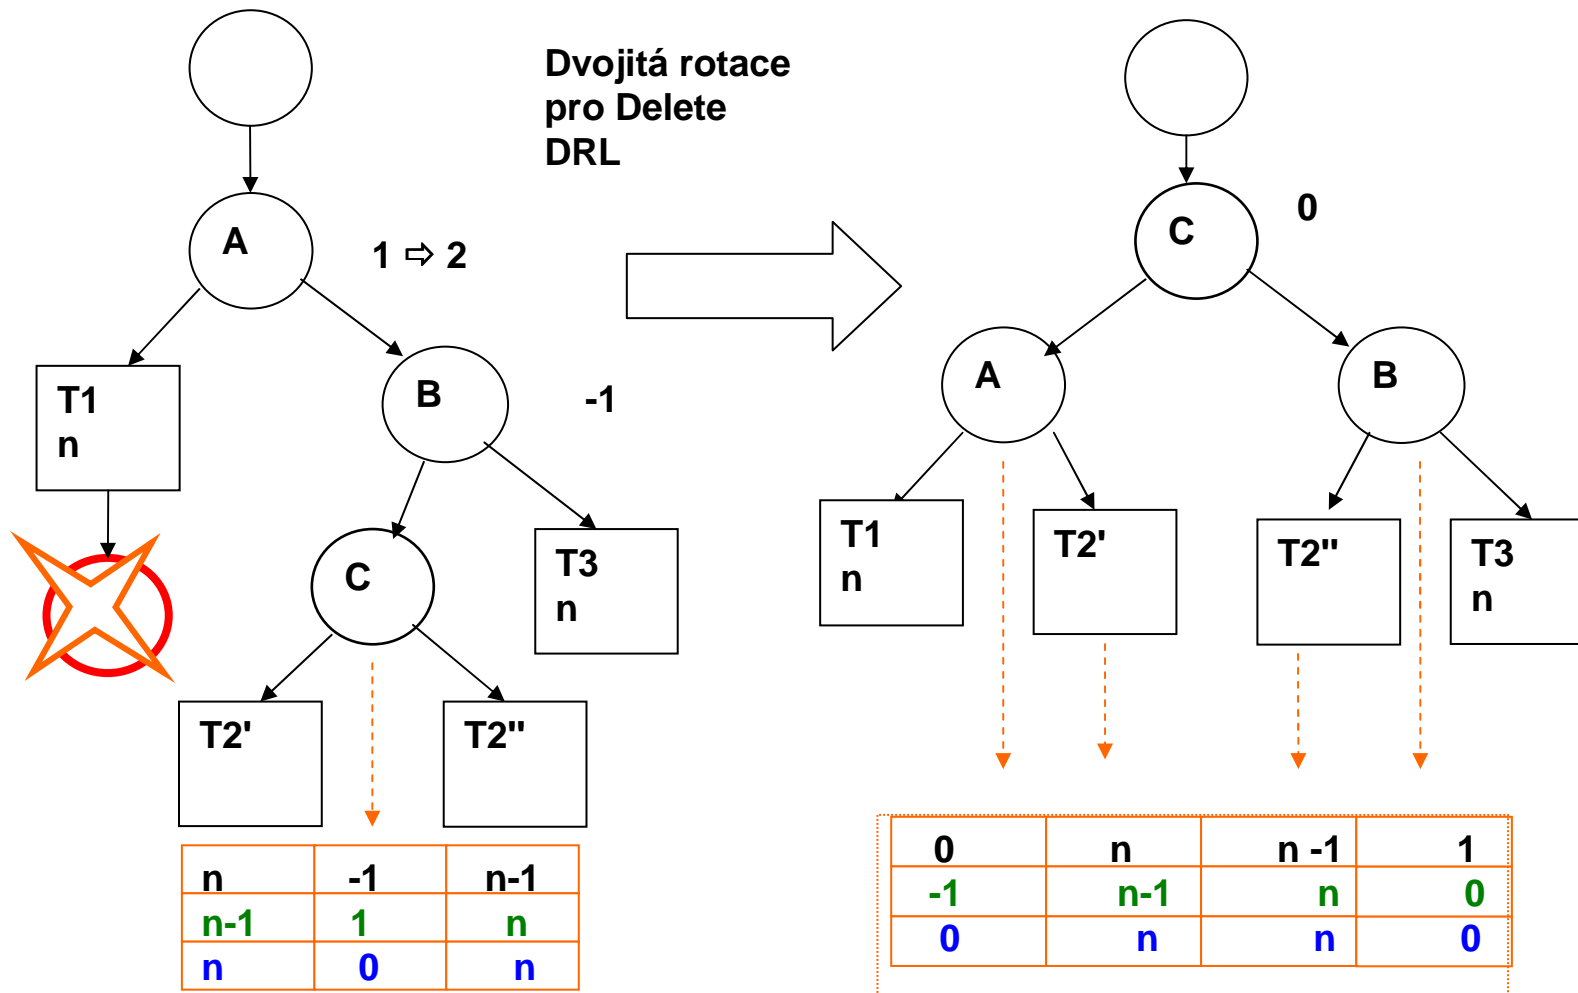 Dvojitá rotace
pro Delete
DRL
A
1 ⇨ 2
T1
n
B
-1
C
T3
n
T2'
T2''
n -1 n-1
n-1 1 n
n 0 n
C
0
A
B
T1
n
T2'
T2''
T3
n
0 n n -1 1
-1 n-1 n 0
0 n n 0